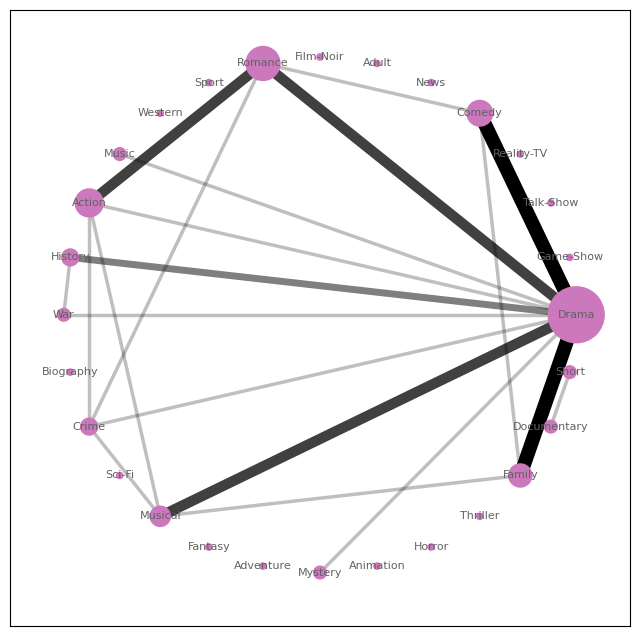 Film-Noir
Romance
Adult
Sport
News
Western
Comedy
Music
Reality-TV
Action
Talk-Show
History
Game-Show
War
Drama
Biography
Short
Crime
Documentary
Sci-Fi
Family
Musical
Thriller
Fantasy
Horror
Adventure
Mystery
Animation